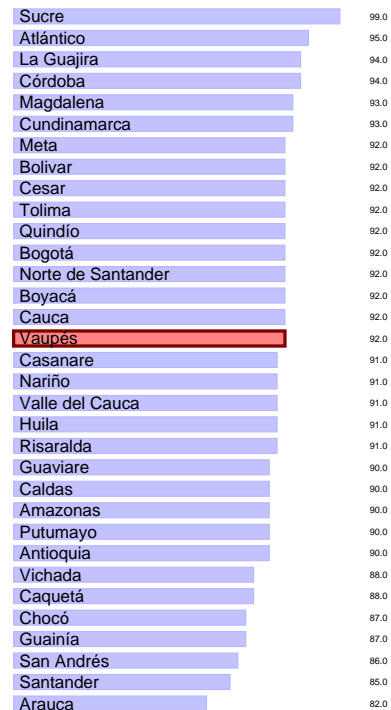 Sucre 99.0
Atlántico 95.0
La Guajira 94.0
Córdoba 94.0
Magdalena 93.0
Cundinamarca 93.0
Meta 92.0
Bolivar 92.0
Cesar 92.0
Tolima 92.0
Quindío 92.0
Bogotá 92.0
Norte de Santander 92.0
Boyacá 92.0
Cauca 92.0
Vaupés 92.0
Casanare 91.0
Nariño 91.0
Valle del Cauca 91.0
Huila 91.0
Risaralda 91.0
Guaviare 90.0
Caldas 90.0
Amazonas 90.0
Putumayo 90.0
Antioquia 90.0
Vichada 88.0
Caquetá 88.0
Chocó 87.0
Guainía 87.0
San Andrés 86.0
Santander 85.0
Arauca 82.0